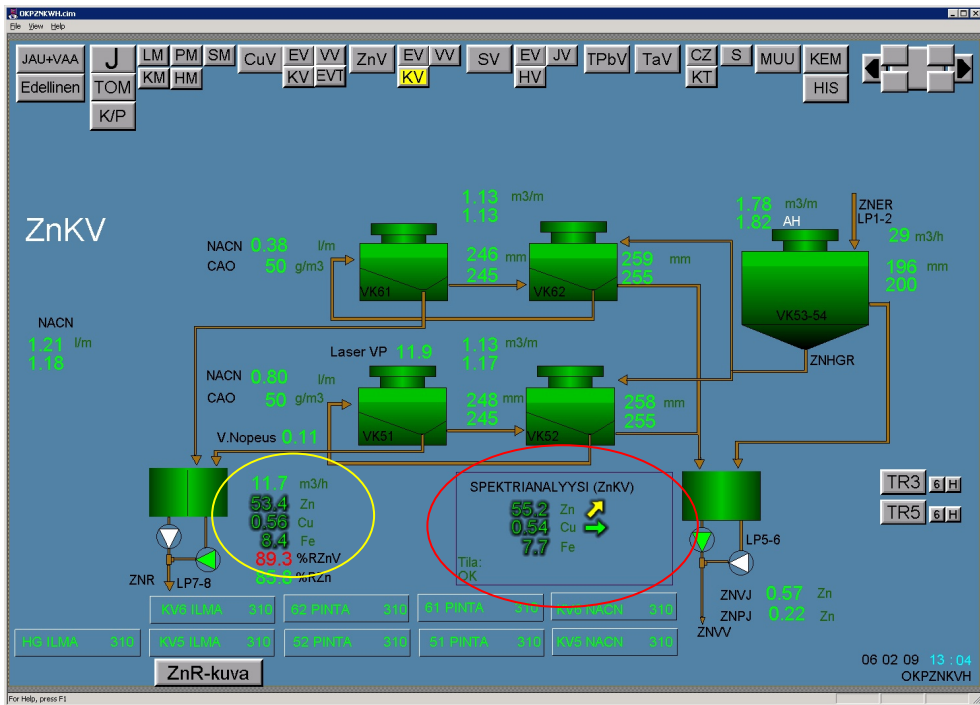 OKPZNKWH.cim
File View Help
JAU+VAA J LM PM SM CuV EV VV ZnV EV VV SV EV JV TPbV TaV CZ S MUU KEM
Edellinen TOM KM HM KV EVT KV HV KT HIS
K/P
ZnKV
1.13 m3/m
1.13
1.78 m3/m
1.82 AH
ZNER
LP1-2
29 m3/h
NACN 0.38 l/m
CAO 50 g/m3
246 mm
245
259 mm
255
196 mm
200
VK61
VK62
VK53-54
NACN
1.21 l/m
1.18
Laser VP 11.9
1.13 m3/m
1.17
ZNHGR
NACN 0.80 l/m
CAO 50 g/m3
248 mm
245
258 mm
255
VK51
VK52
V.Nopeus 0.11
11.7 m3/h
53.4 Zn
0.56 Cu
8.4 Fe
89.3 %RZnV
85.8 %RZn
SPEKTRIANALYYSI (ZnKV)
55.2 Zn
0.54 Cu
7.7 Fe
Tila:
OK
TR3 6 H
TR5 6 H
ZNR LP7-8
LP5-6
ZNVJ 0.57 Zn
ZNPJ 0.22 Zn
ZNVV
KV6 ILMA 310 62 PINTA 310 61 PINTA 310 KV6 NACN 310
HG ILMA 310 KV5 ILMA 310 52 PINTA 310 51 PINTA 310 KV5 NACN 310
ZnR-kuva
06 02 09 13:04
OKPZNKVH
For Help, press F1